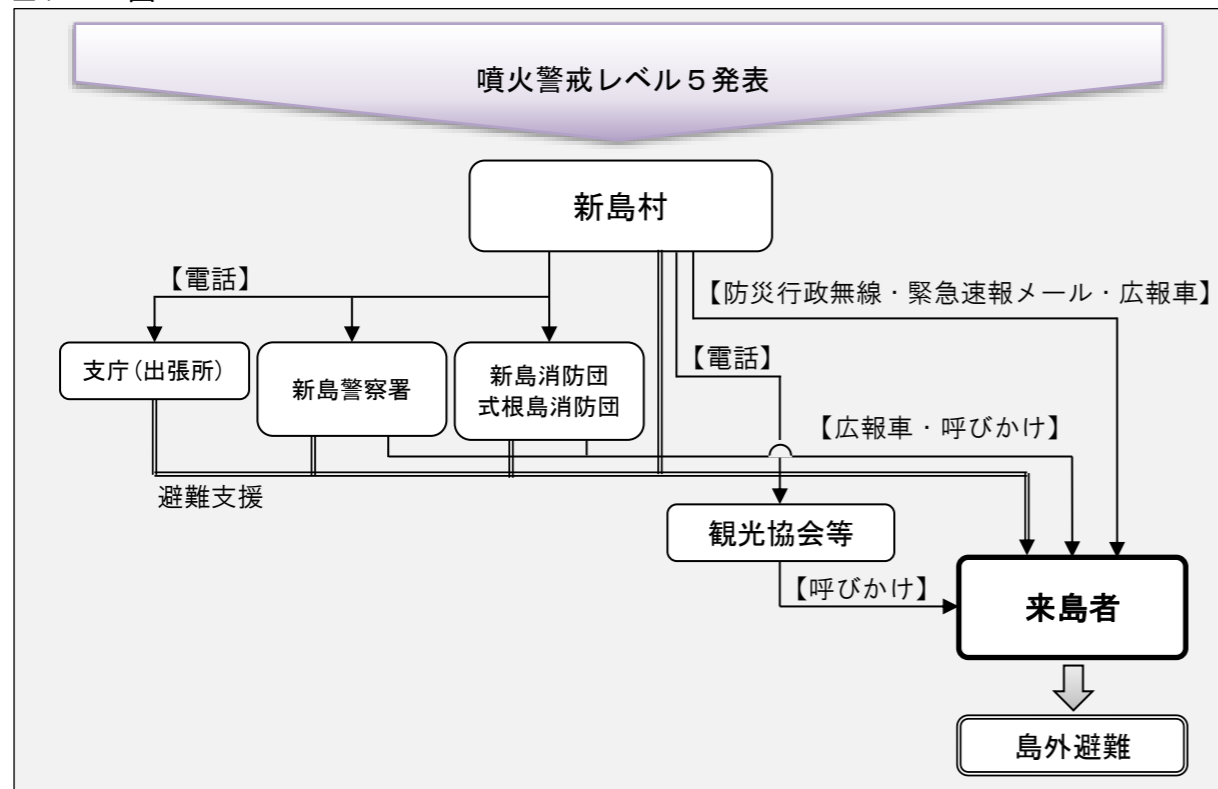 噴火警戒レベル５発表
新島村
【電話】
【防災行政無線・緊急速報メール・広報車】
支庁(出張所)
新島警察署
新島消防団
式根島消防団
【電話】
【広報車・呼びかけ】
避難支援
観光協会等
【呼びかけ】
来島者
島外避難